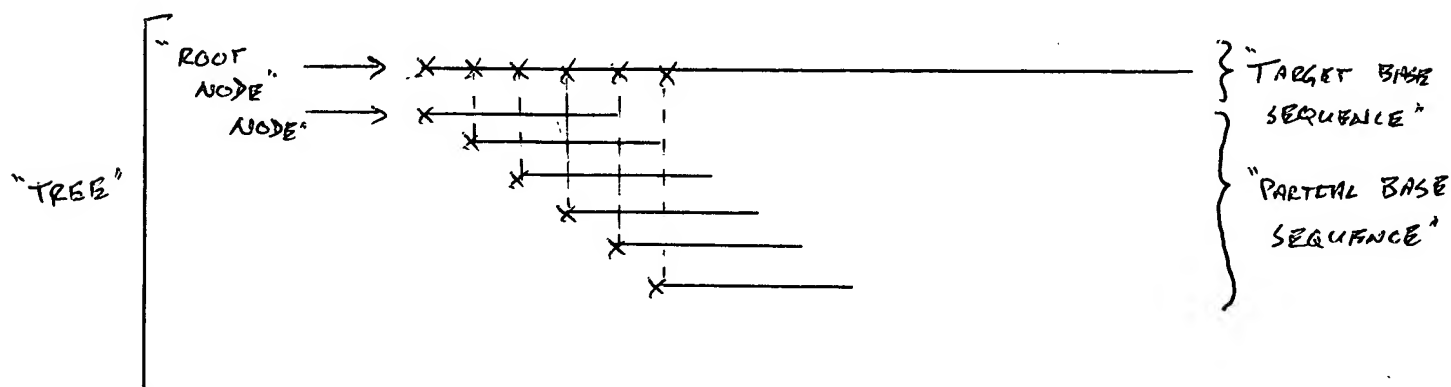 "ROOT
NODE"
NODE"
"TREE"
"TARGET BASE
SEQUENCE"
"PARTIAL BASE
SEQUENCE"